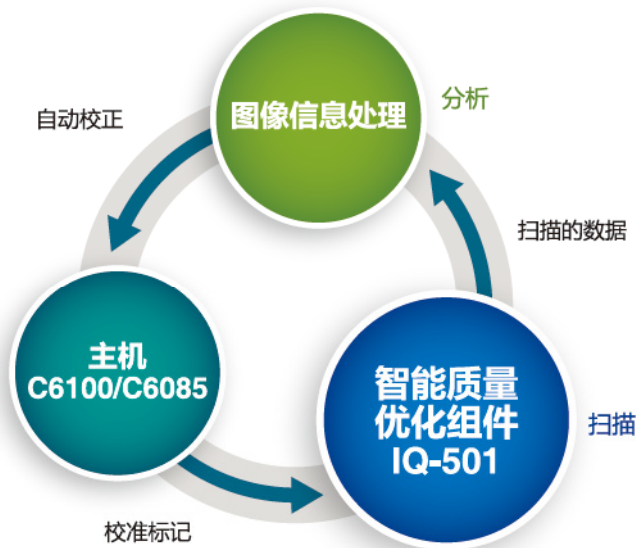 图像信息处理
分析
自动校正
扫描的数据
主机
C6100/C6085
智能质量
优化组件
IQ-501
扫描
校准标记